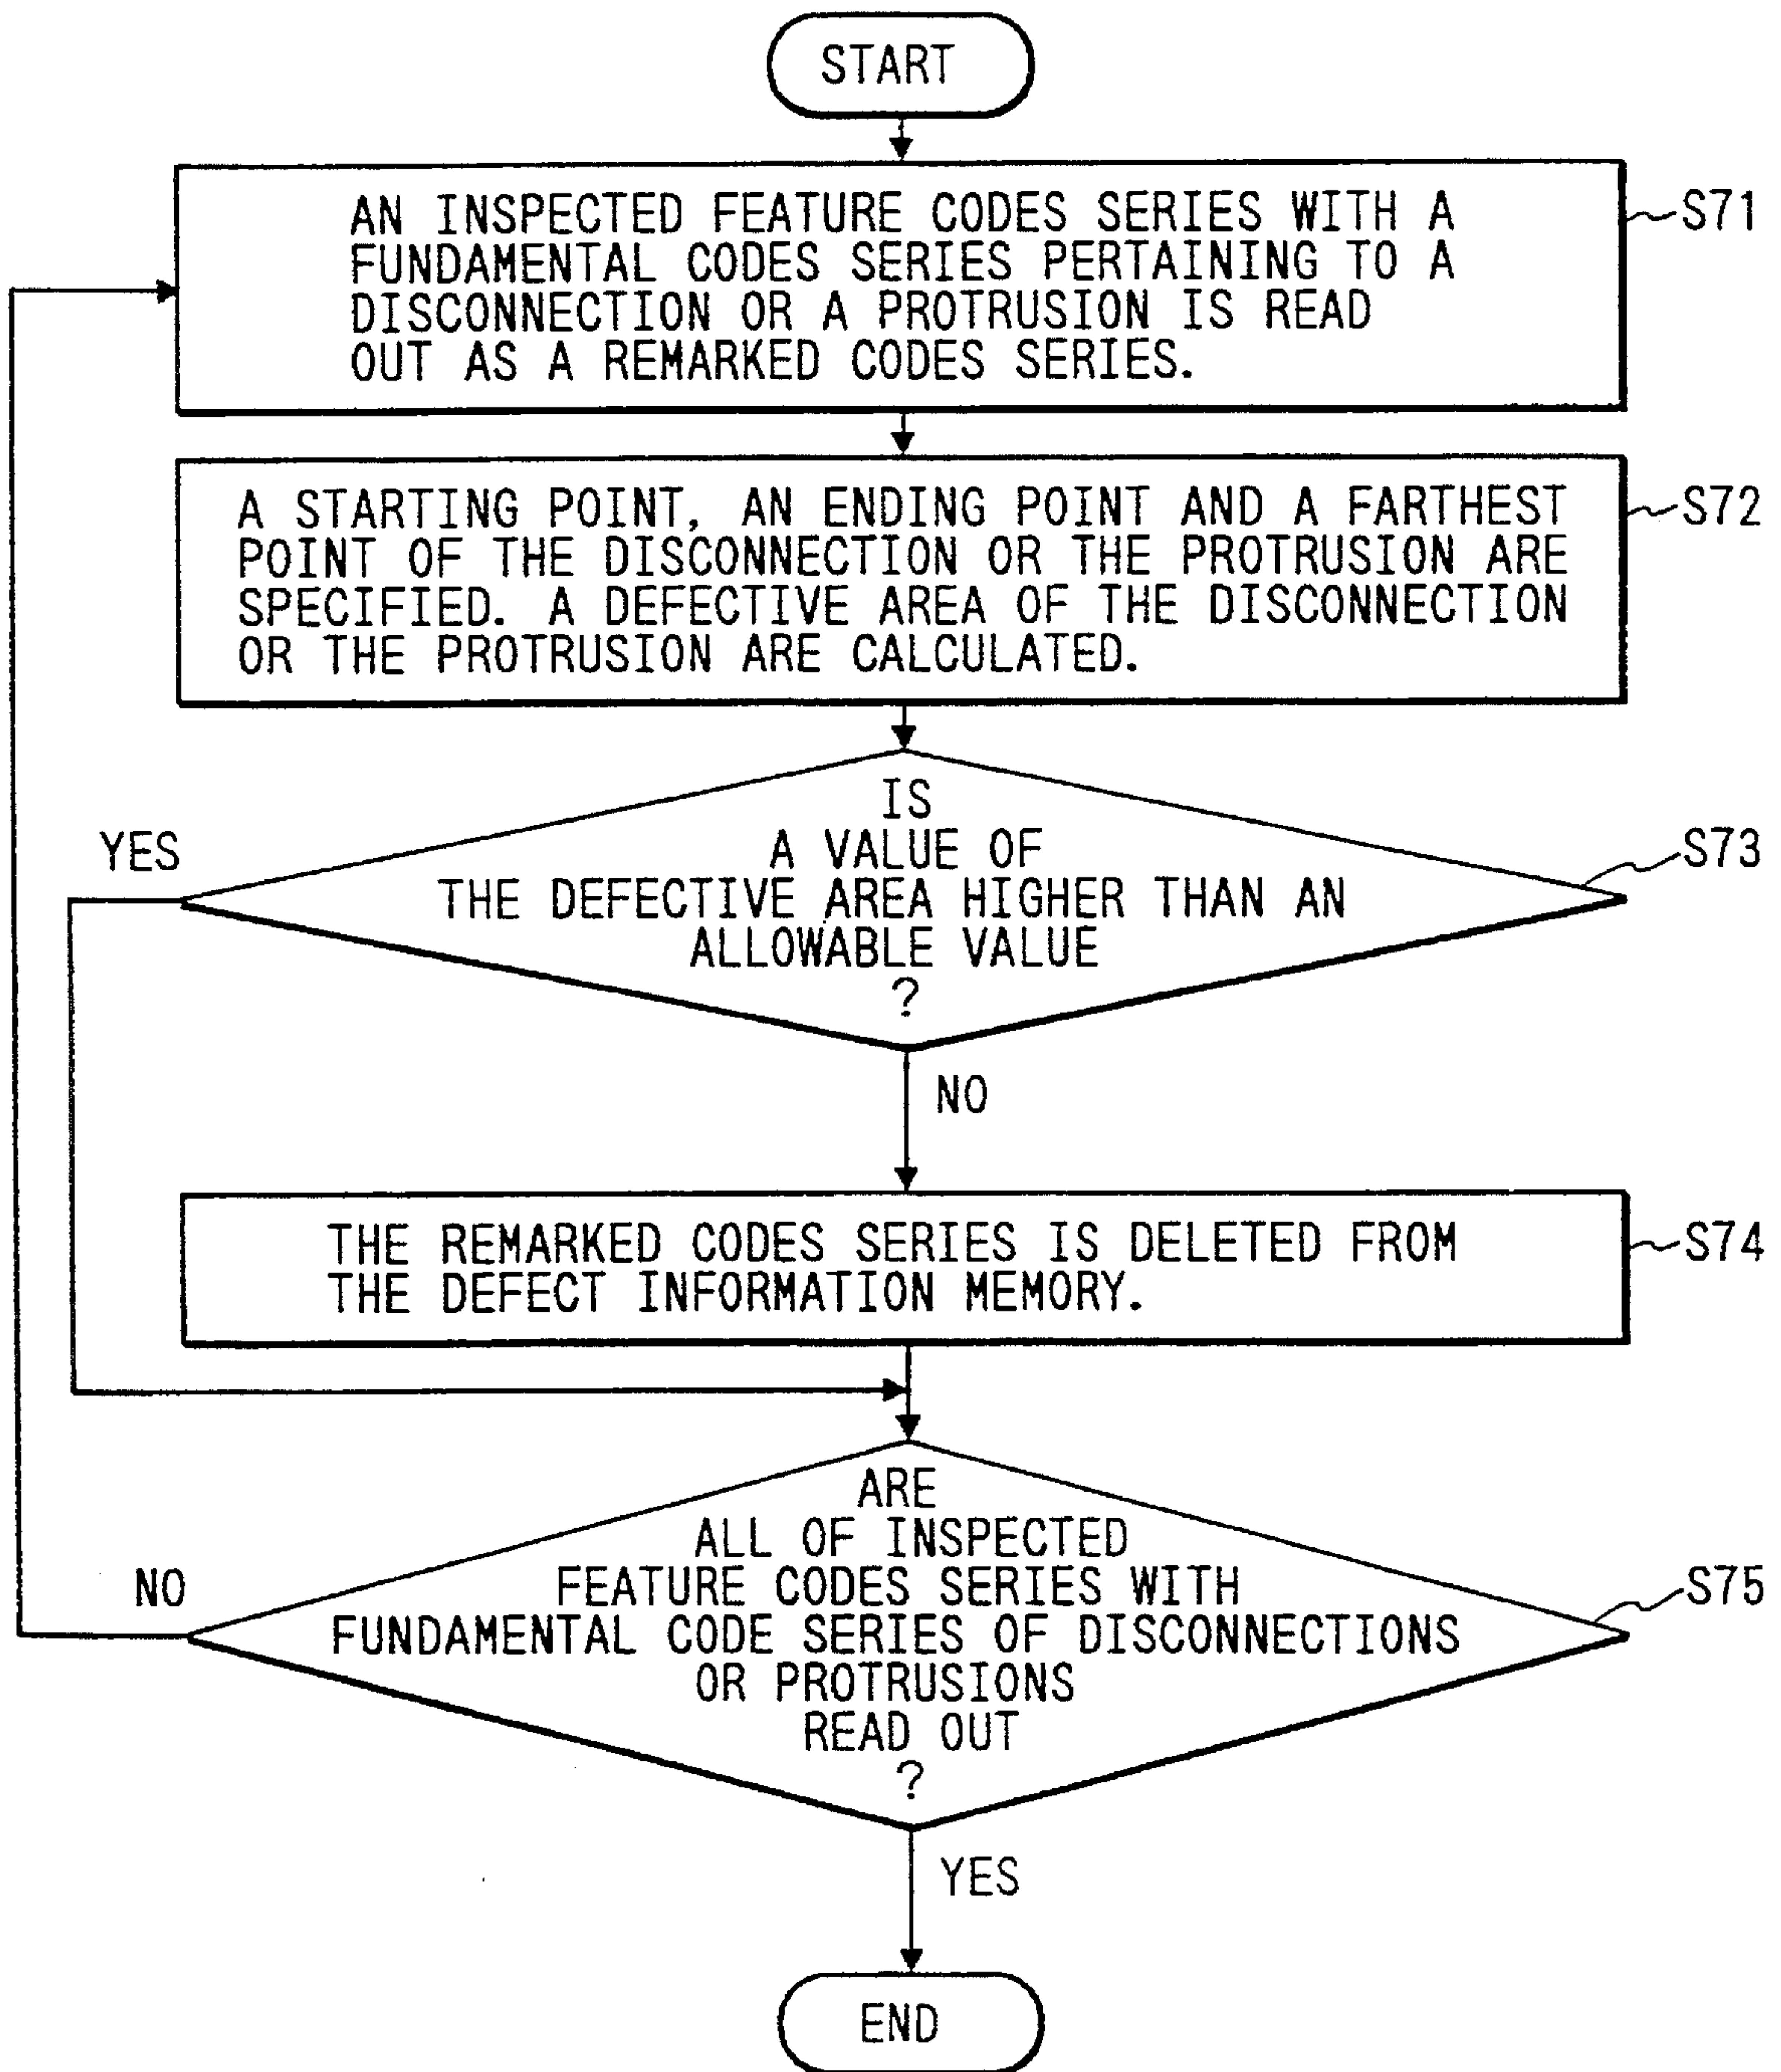 START
AN INSPECTED FEATURE CODES SERIES WITH A
FUNDAMENTAL CODES SERIES PERTAINING TO A
DISCONNECTION OR A PROTRUSION IS READ
OUT AS A REMARKED CODES SERIES.
S71
A STARTING POINT, AN ENDING POINT AND A FARTHEST
POINT OF THE DISCONNECTION OR THE PROTRUSION ARE
SPECIFIED. A DEFECTIVE AREA OF THE DISCONNECTION
OR THE PROTRUSION ARE CALCULATED.
S72
IS
A VALUE OF
THE DEFECTIVE AREA HIGHER THAN AN
ALLOWABLE VALUE
?
S73
YES
NO
THE REMARKED CODES SERIES IS DELETED FROM
THE DEFECT INFORMATION MEMORY.
S74
ARE
ALL OF INSPECTED
FEATURE CODES SERIES WITH
FUNDAMENTAL CODE SERIES OF DISCONNECTIONS
OR PROTRUSIONS
READ OUT
?
S75
NO
YES
END